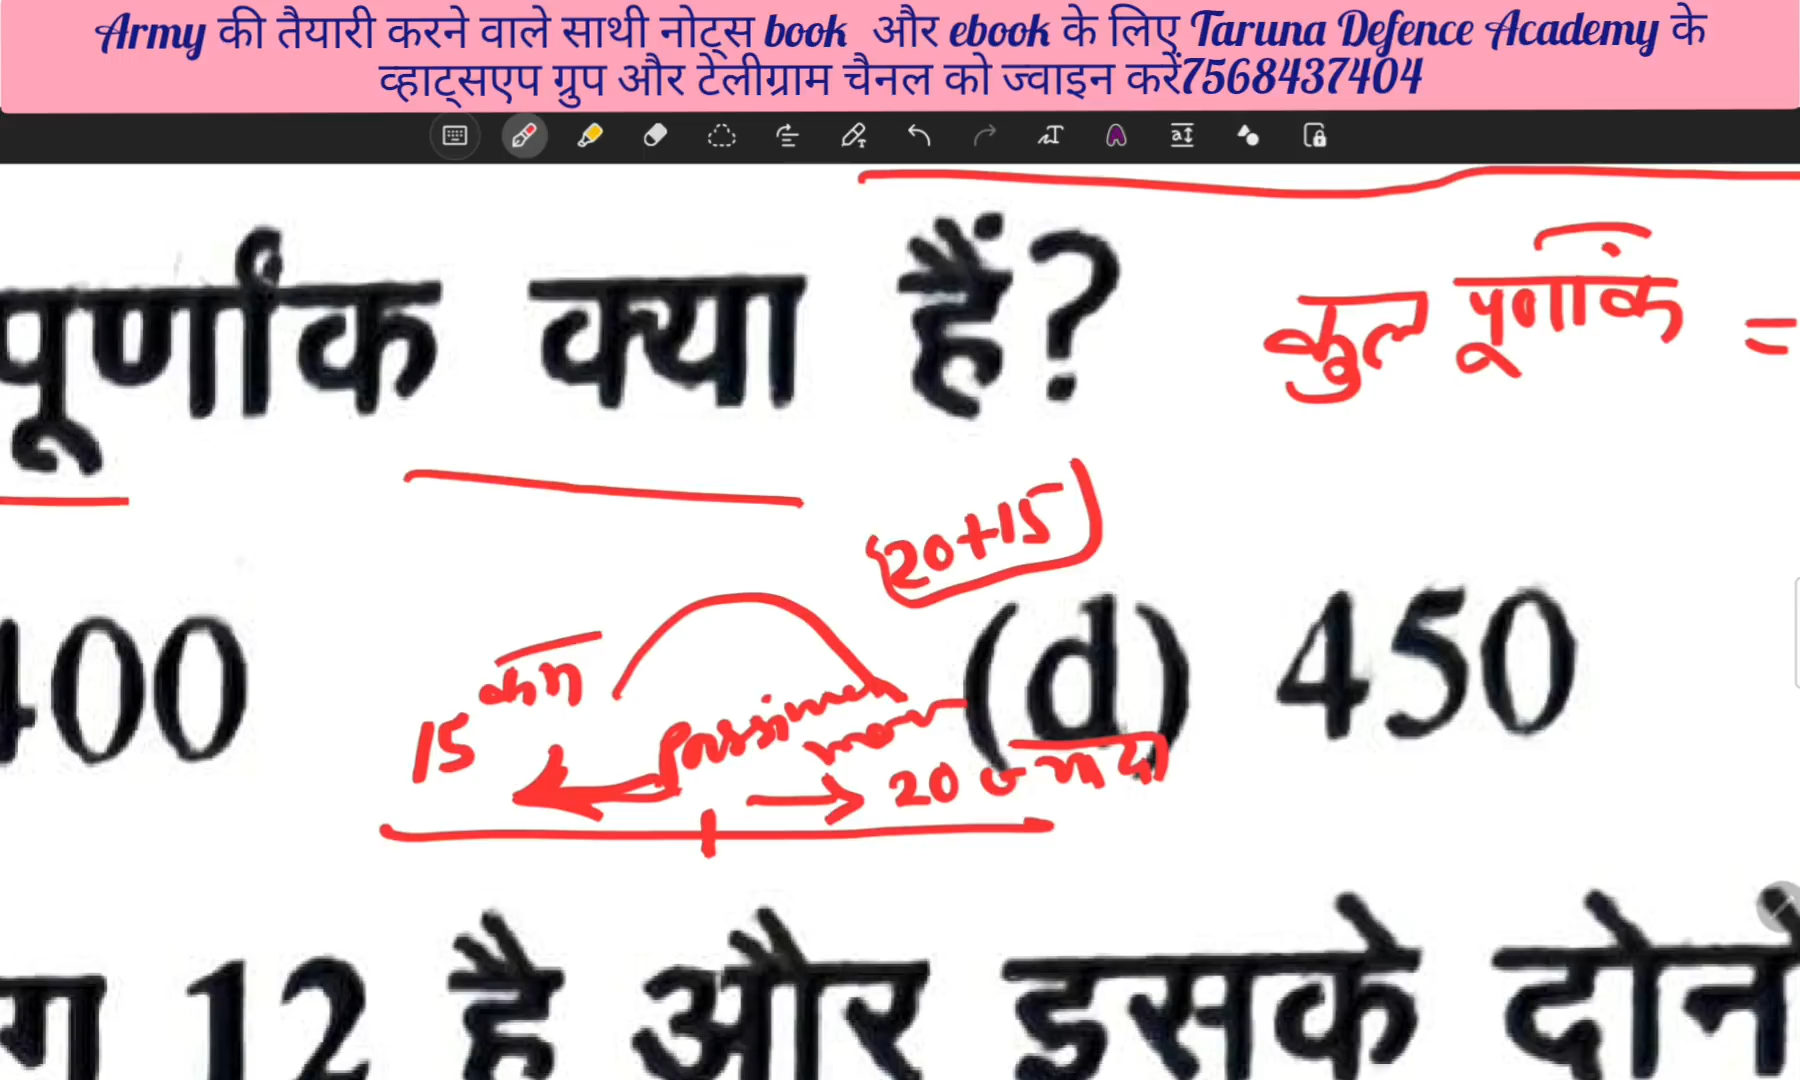 Army की तैयारी करने वाले साथी नोट्स book और ebook के लिए Taruna Defence Academy के
व्हाट्सएप ग्रुप और टेलीग्राम चैनल को ज्वाइन करें7568437404
पूर्णांक क्या हैं?
कुल पूर्णांक =
20+15
400 (d) 450
15 कम
20 ज्यादा
12 है और इसके दोनों